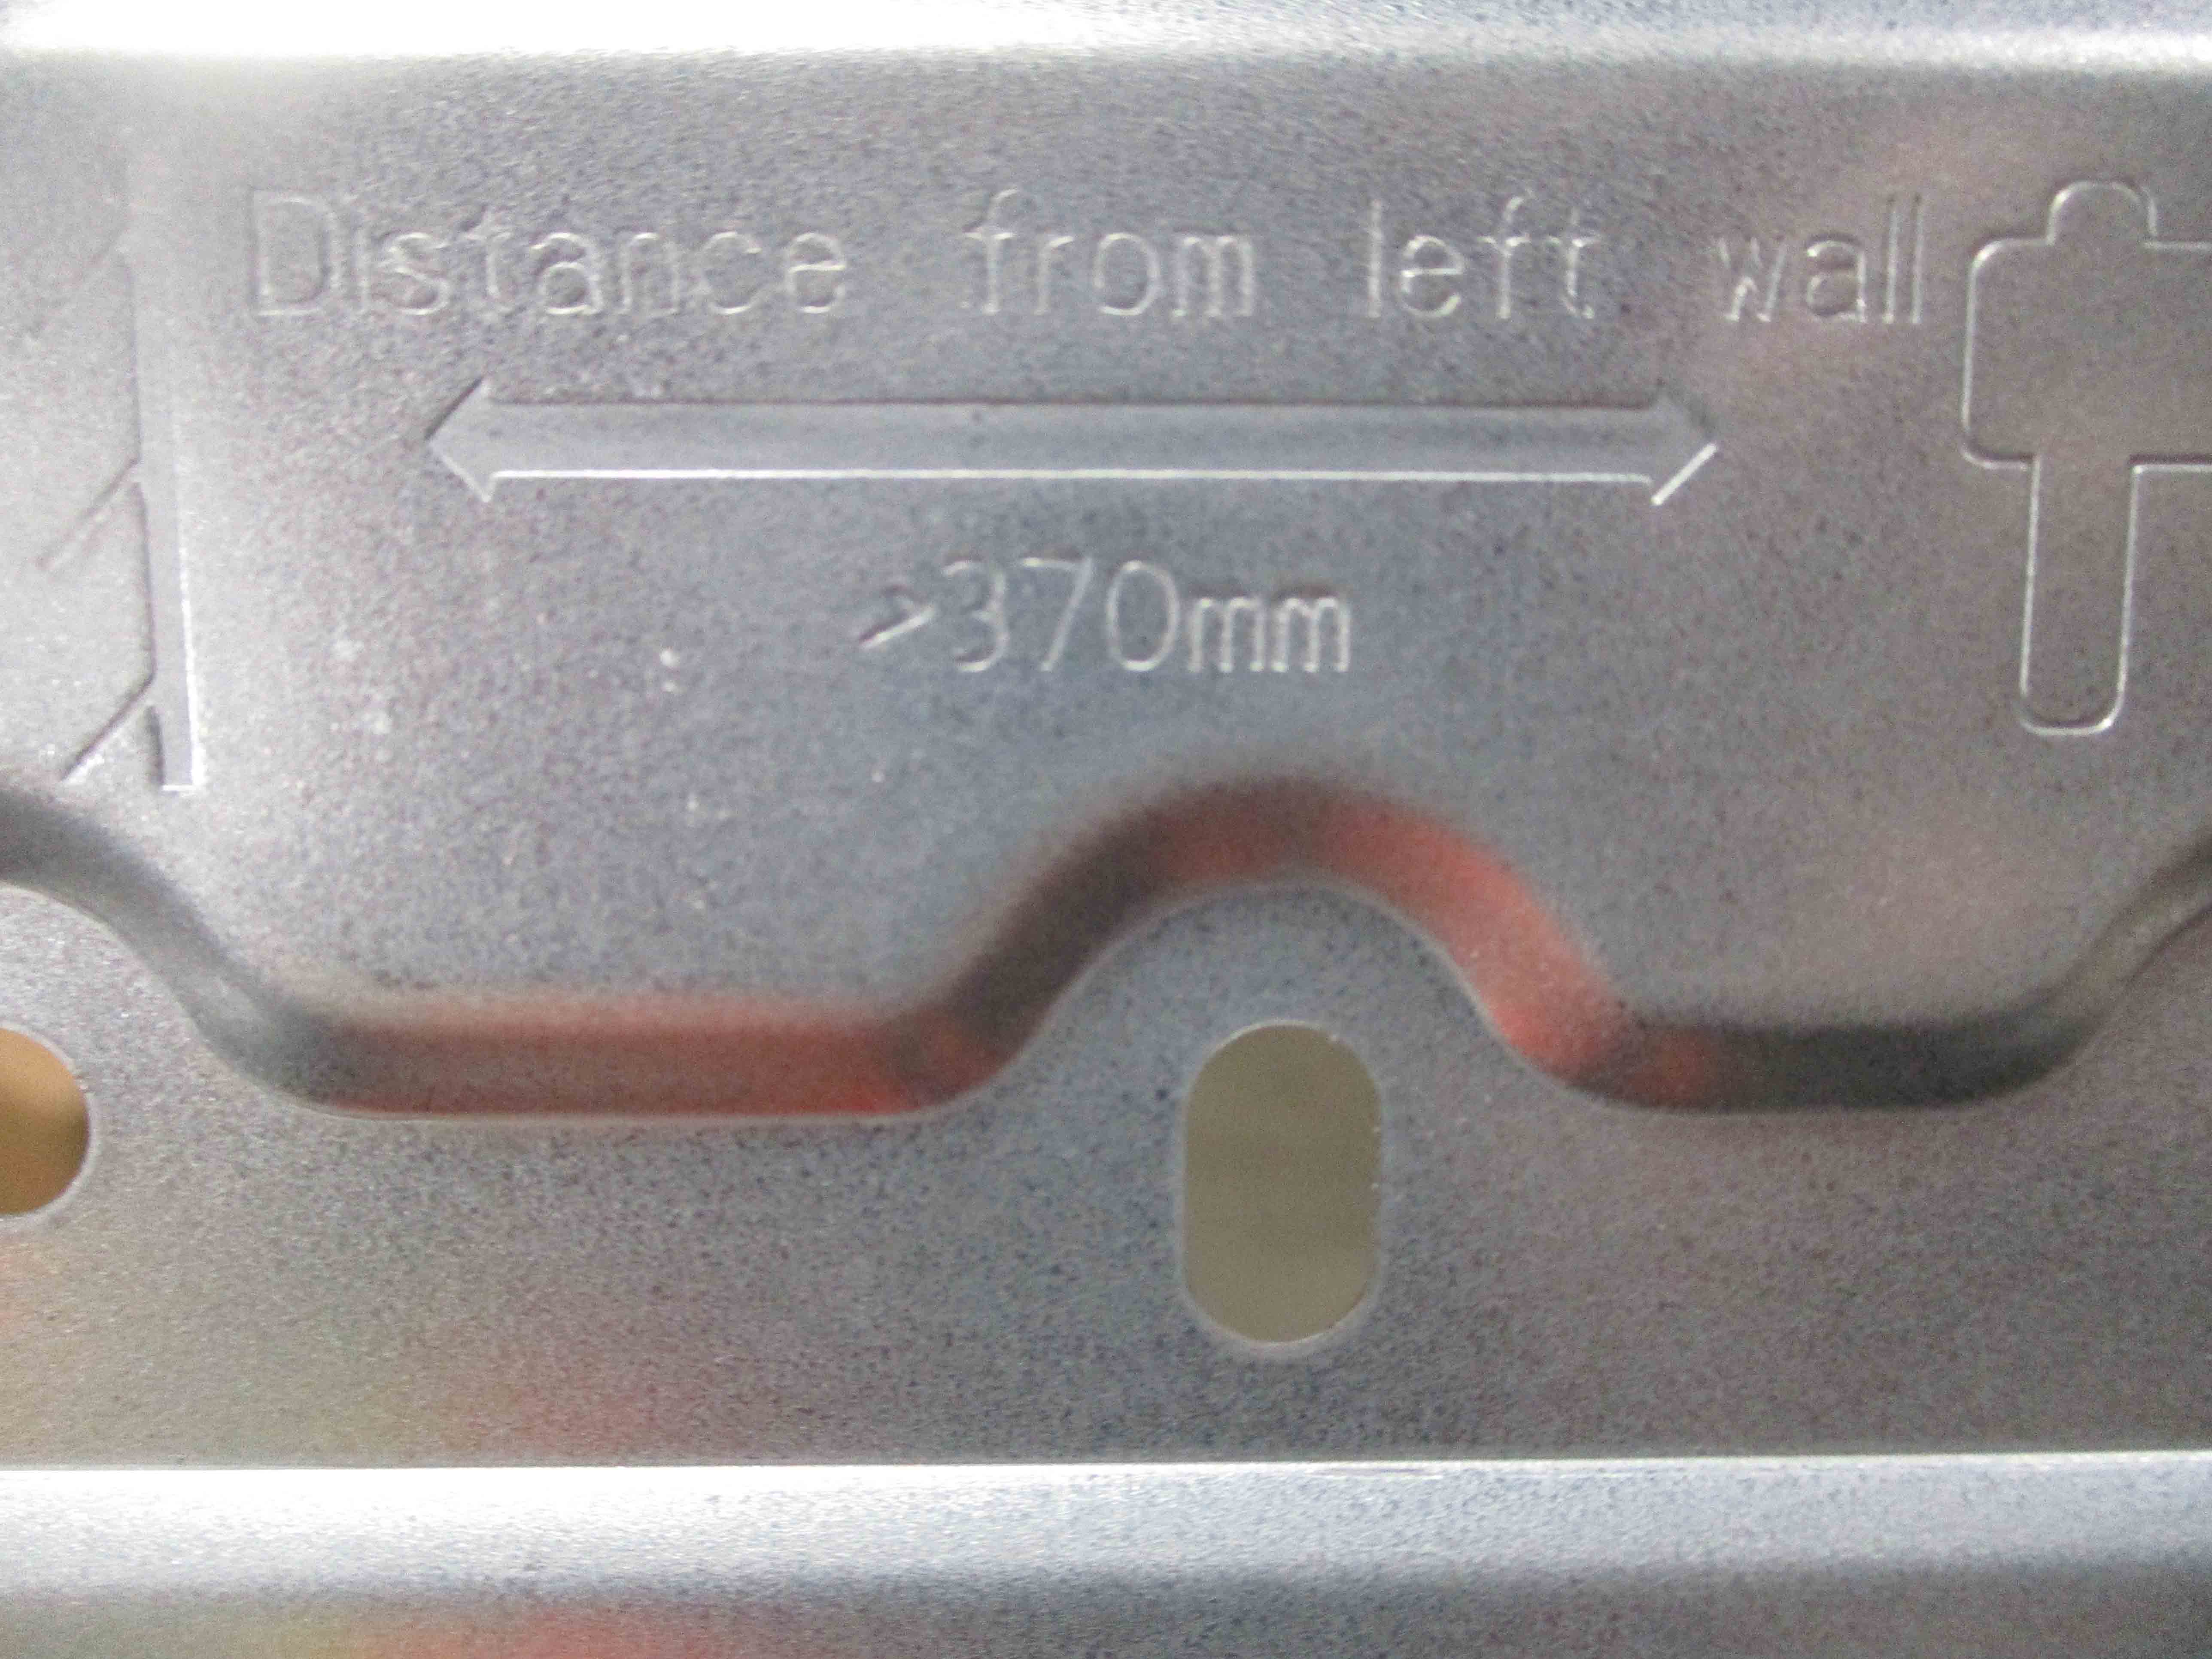 Distance from left wall
>370mm